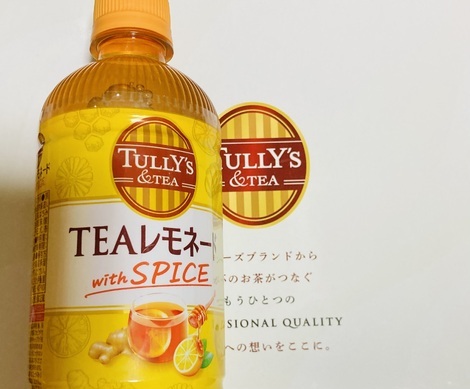 TULLY'S
& TEA
TEAレモネード
with SPICE
TULLY'S
& TEA
ーズブランドから
のお茶がつなぐ
もうひとつの
SIONAL QUALITY
への想いをここに。